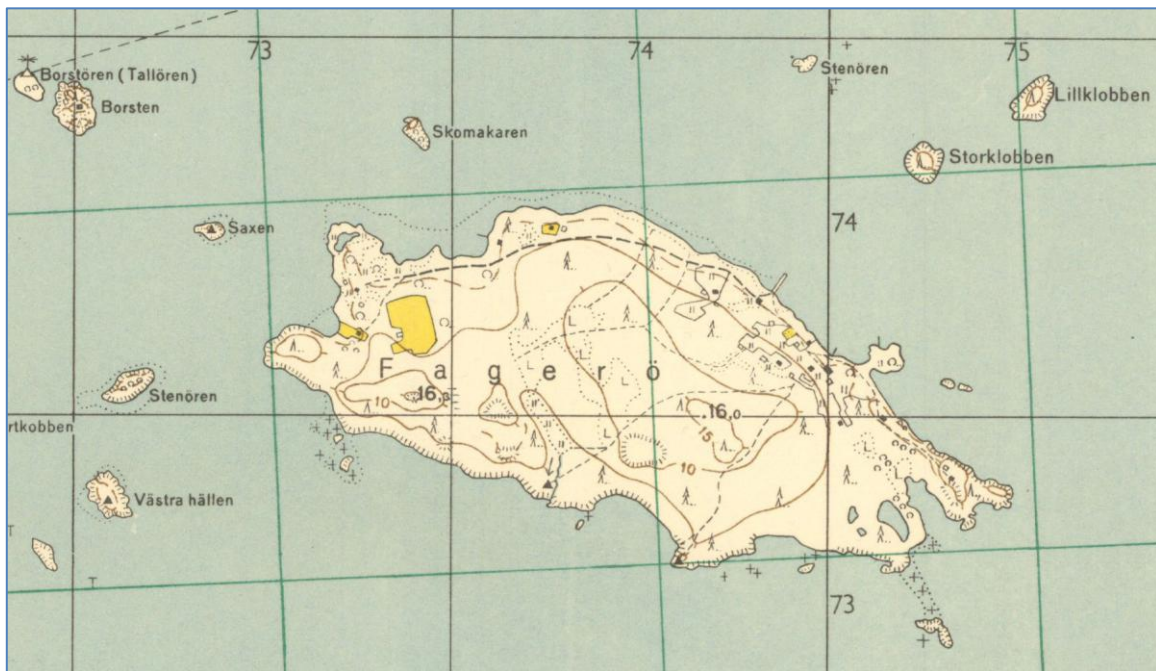 73
74
75
Borstören (Tallören)
Borsten
Stenören
Lillklobben
Skomakaren
Storklobben
Saxen
74
Fagerö
10
16,
.16,0
15
Stenören
rtkobben
10
Västra hällen
T
T
73